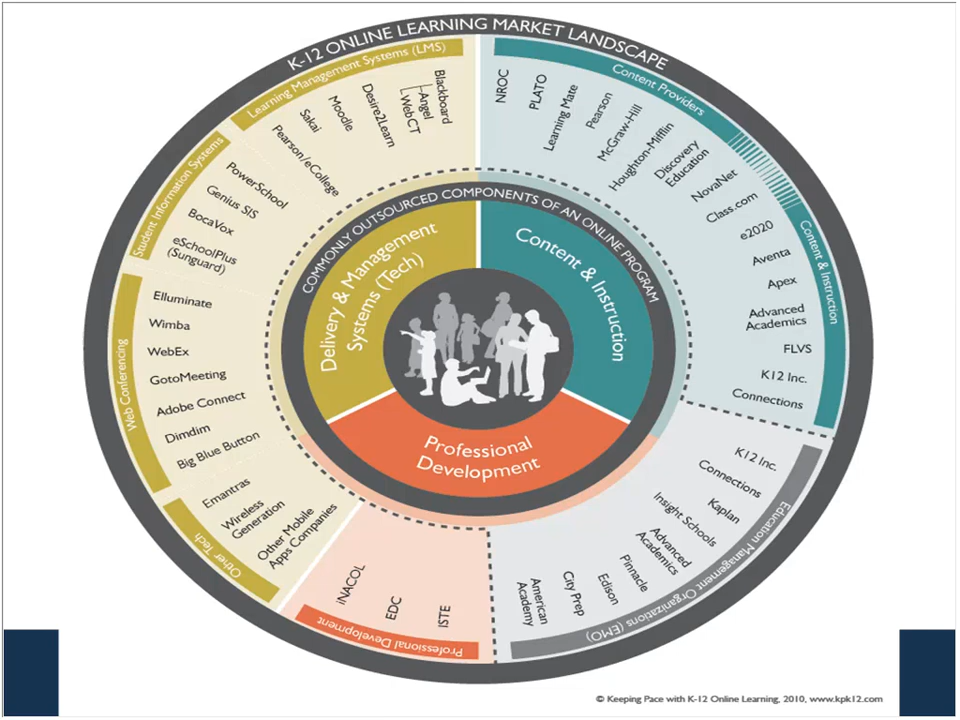 K-12 ONLINE LEARNING MARKET LANDSCAPE
Learning Management Systems (LMS)
Pearson/eCollege
Sakai
Moodle
Desire2Learn
Blackboard
Angel
WebCT
Content Providers
NROC
PLATO
Learning Mate
Pearson
McGraw-Hill
Houghton-Mifflin
Discovery
Education
NovaNet
Class.com
e2020
Content & Instruction
Aventa
Apex
Advanced
Academics
FLVS
K12 Inc.
Connections
Student Information Systems
PowerSchool
Genius SIS
BocaVox
eSchoolPlus
(Sunguard)
Web Conferencing
Elluminate
Wimba
WebEx
GotoMeeting
Adobe Connect
Dimdim
Big Blue Button
Other Tech
Emantras
Wireless
Generation
Other Mobile
Apps Companies
COMMONLY OUTSOURCED COMPONENTS OF AN ONLINE PROGRAM
Delivery & Management
Systems (Tech)
Content & Instruction
Professional
Development
Professional Development
iNACOL
EDC
ISTE
Education Management Organizations (EMO)
K12 Inc.
Connections
Kaplan
Insight Schools
Advanced
Academics
Pinnacle
Edison
City Prep
American
Academy
© Keeping Pace with K-12 Online Learning, 2010, www.kpk12.com